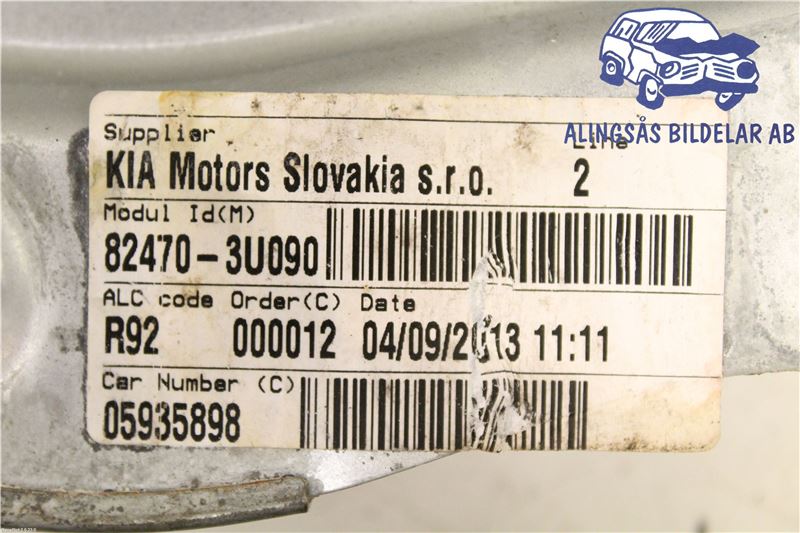 ALINGSÅS BILDELAR AB
Supplier Line
KIA Motors Slovakia s.r.o. 2
Modul Id(M)
82470-3U090
ALC code Order(C) Date
R92 000012 04/09/2013 11:11
Car Number (C)
05935898